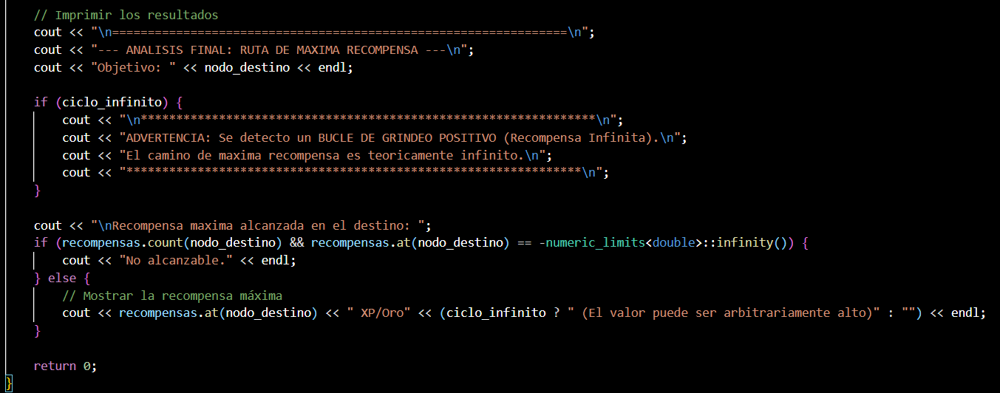 // Imprimir los resultados
cout << "\n================================================================\n";
cout << "--- ANALISIS FINAL: RUTA DE MAXIMA RECOMPENSA ---\n";
cout << "Objetivo: " << nodo_destino << endl;
if (ciclo_infinito) {
cout << "\n****************************************************************\n";
cout << "ADVERTENCIA: Se detecto un BUCLE DE GRINDEO POSITIVO (Recompensa Infinita).\n";
cout << "El camino de maxima recompensa es teoricamente infinito.\n";
cout << "****************************************************************\n";
}
cout << "\nRecompensa maxima alcanzada en el destino: ";
if (recompensas.count(nodo_destino) && recompensas.at(nodo_destino) == -numeric_limits<double>::infinity()) {
cout << "No alcanzable." << endl;
} else {
// Mostrar la recompensa máxima
cout << recompensas.at(nodo_destino) << " XP/Oro" << (ciclo_infinito ? " (El valor puede ser arbitrariamente alto)" : "") << endl;
}
return 0;
}